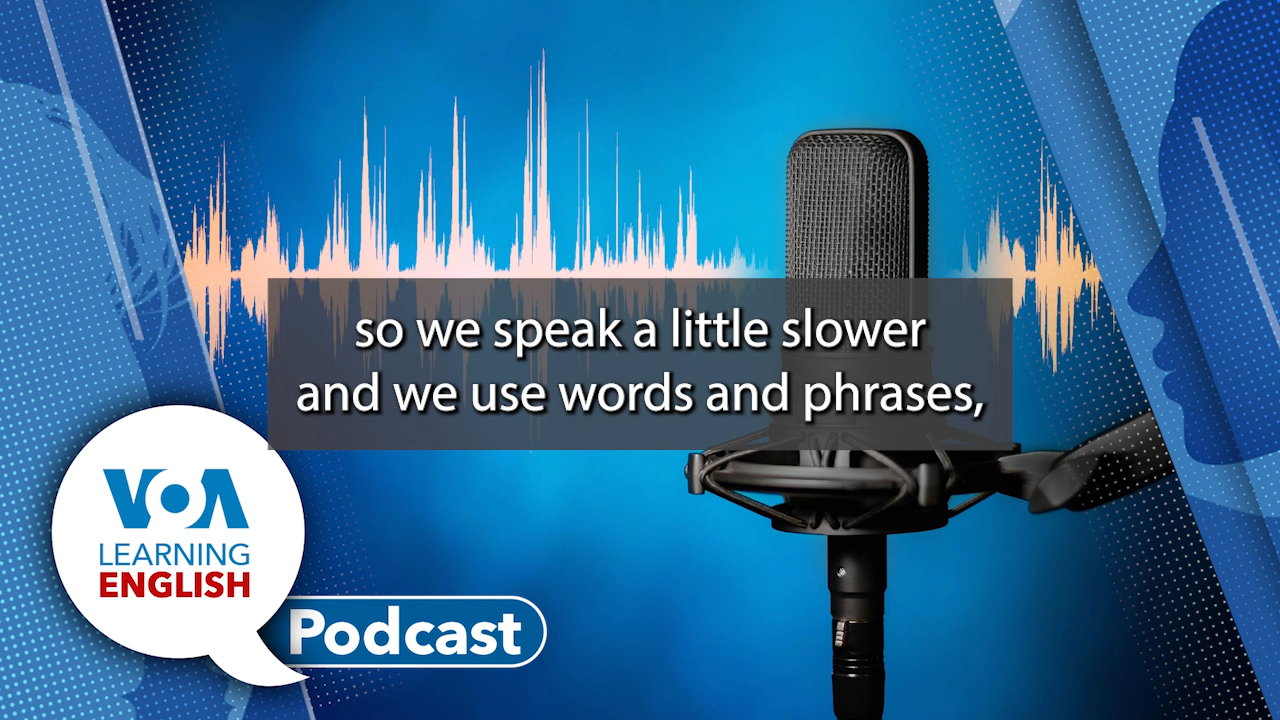 so we speak a little slower
and we use words and phrases,
VOA
LEARNING
ENGLISH
Podcast